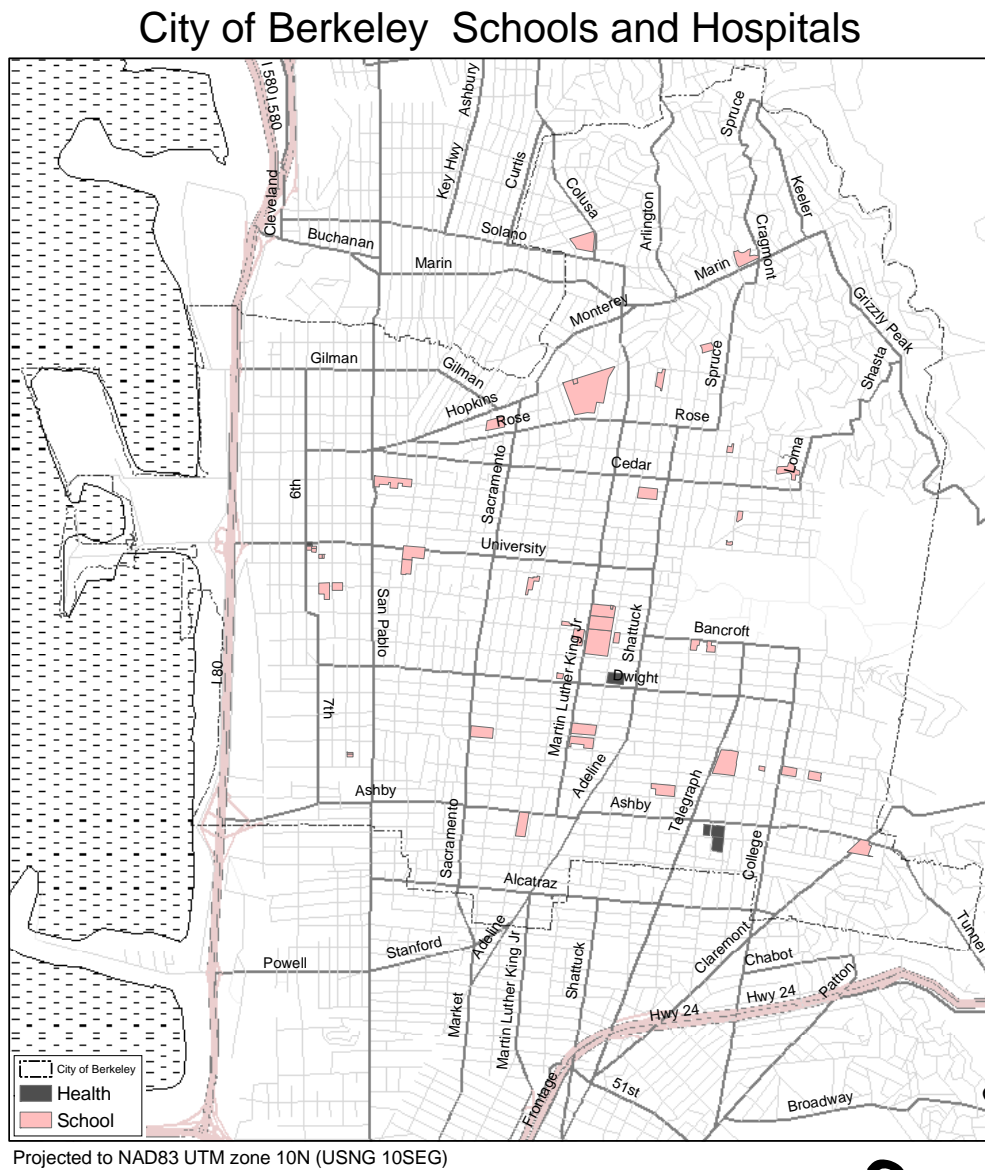 City of Berkeley Schools and Hospitals
I 580 I 580
Ashbury
Spruce
Key Hwy
Curtis
Colusa
Keeler
Cleveland
Arlington
Cragmont
Buchanan
Solano
Marin
Marin
Monterey
Grizzly Peak
Gilman
Gilman
Spruce
Shasta
Hopkins
Rose
Rose
Cedar
Loma
Sacramento
9th
University
San Pablo
Martin Luther King Jr
Shattuck
Bancroft
I 80
Dwight
7th
Adeline
Ashby
Ashby
Telegraph
Sacramento
College
Alcatraz
Adeline
Stanford
Powell
Martin Luther King Jr
Shattuck
Claremont
Chabot
Tunnel
Patton
Market
Hwy 24
Hwy 24
Frontage
51st
Broadway
City of Berkeley
Health
School
Projected to NAD83 UTM zone 10N (USNG 10SEG)